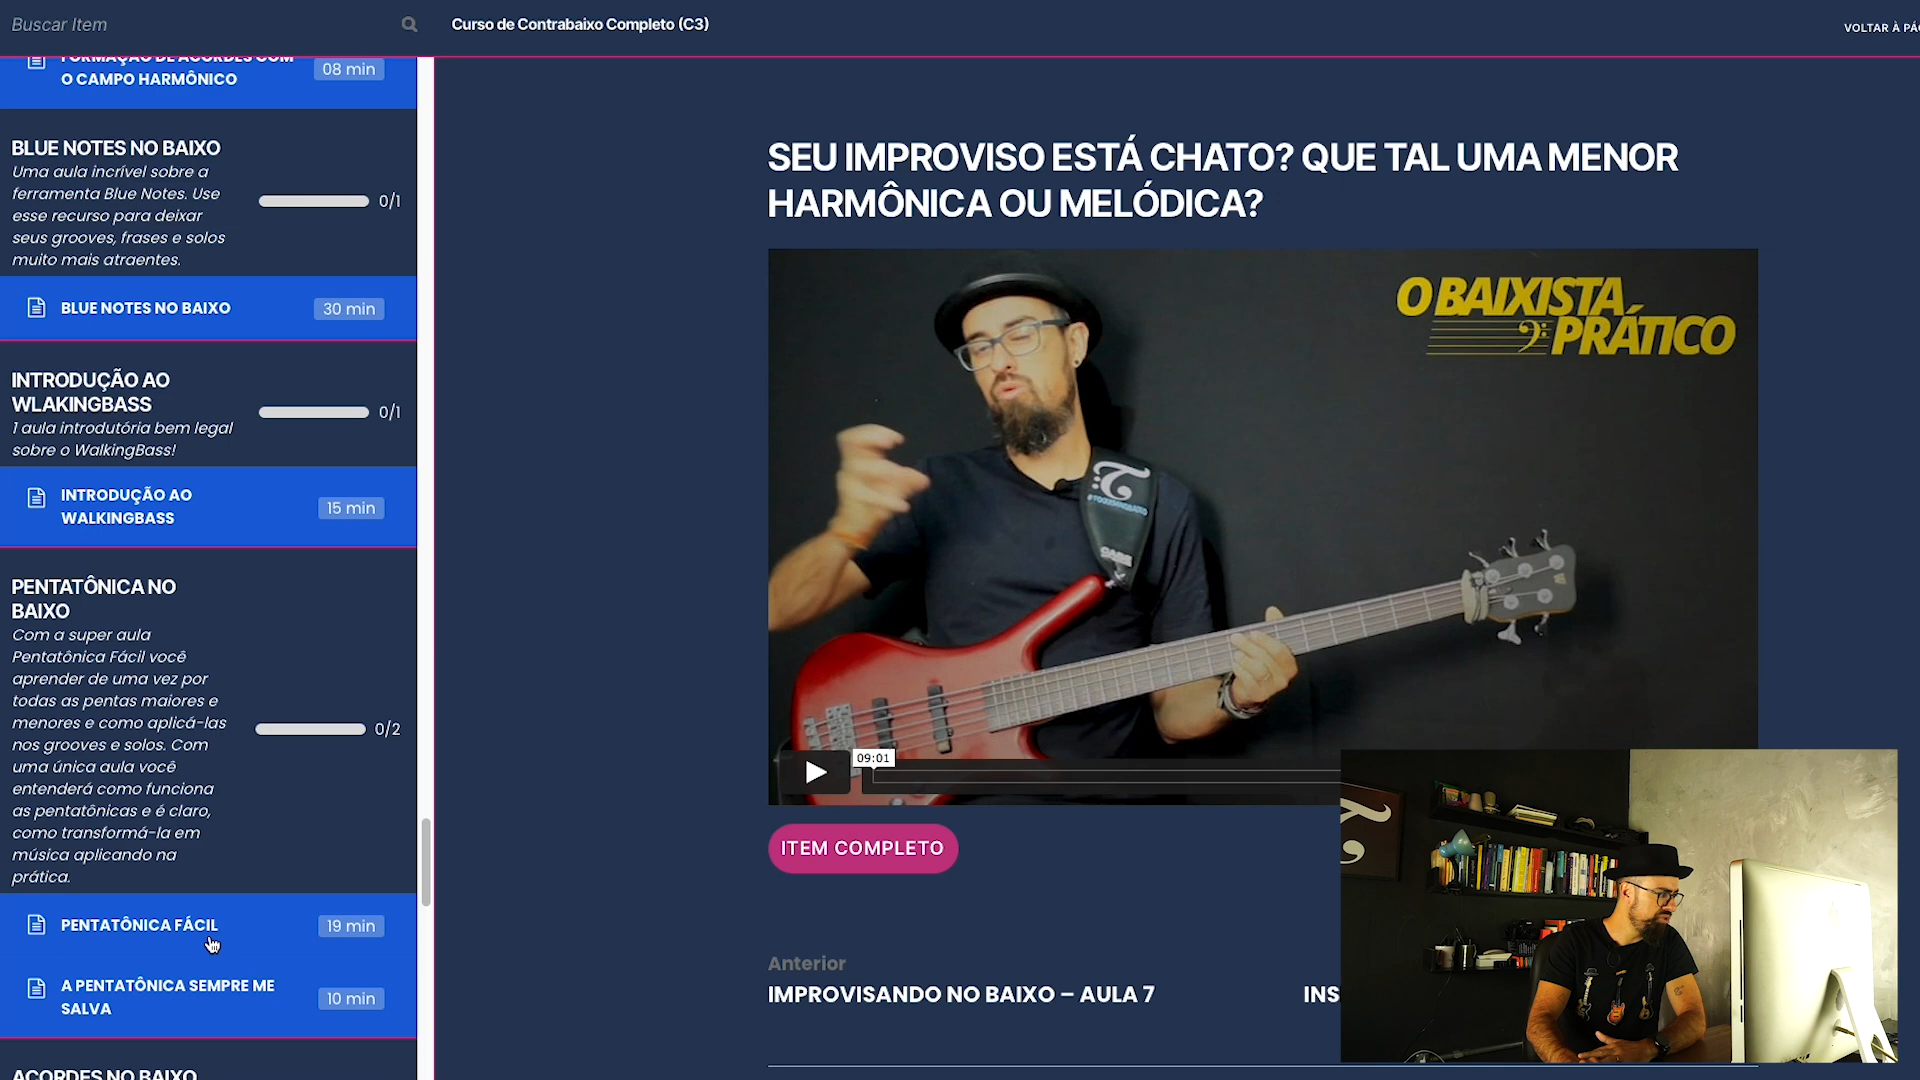 Buscar Item
Curso de Contrabaixo Completo (C3)
VOLTAR À
FORMAÇÃO DE ACORDES COM
O CAMPO HARMÔNICO
08 min
BLUE NOTES NO BAIXO
Uma aula incrível sobre a
ferramenta Blue Notes. Use
esse recurso para deixar
seus grooves, frases e solos
muito mais atraentes.
0/1
BLUE NOTES NO BAIXO
30 min
INTRODUÇÃO AO
WLAKINGBASS
1 aula introdutória bem legal
sobre o WalkingBass!
0/1
INTRODUÇÃO AO
WALKINGBASS
15 min
PENTATÔNICA NO
BAIXO
Com a super aula
Pentatônica Fácil você
aprender de uma vez por
todas as pentas maiores e
menores e como aplicá-las
nos grooves e solos. Com
uma única aula você
entenderá como funciona
as pentatônicas e é claro,
como transformá-la em
música aplicando na
prática.
0/2
PENTATÔNICA FÁCIL
19 min
A PENTATÔNICA SEMPRE ME
SALVA
10 min
ACORDES NO BAIXO
SEU IMPROVISO ESTÁ CHATO? QUE TAL UMA MENOR
HARMÔNICA OU MELÓDICA?
O BAIXISTA
PRÁTICO
09:01
ITEM COMPLETO
Anterior
IMPROVISANDO NO BAIXO – AULA 7
INS